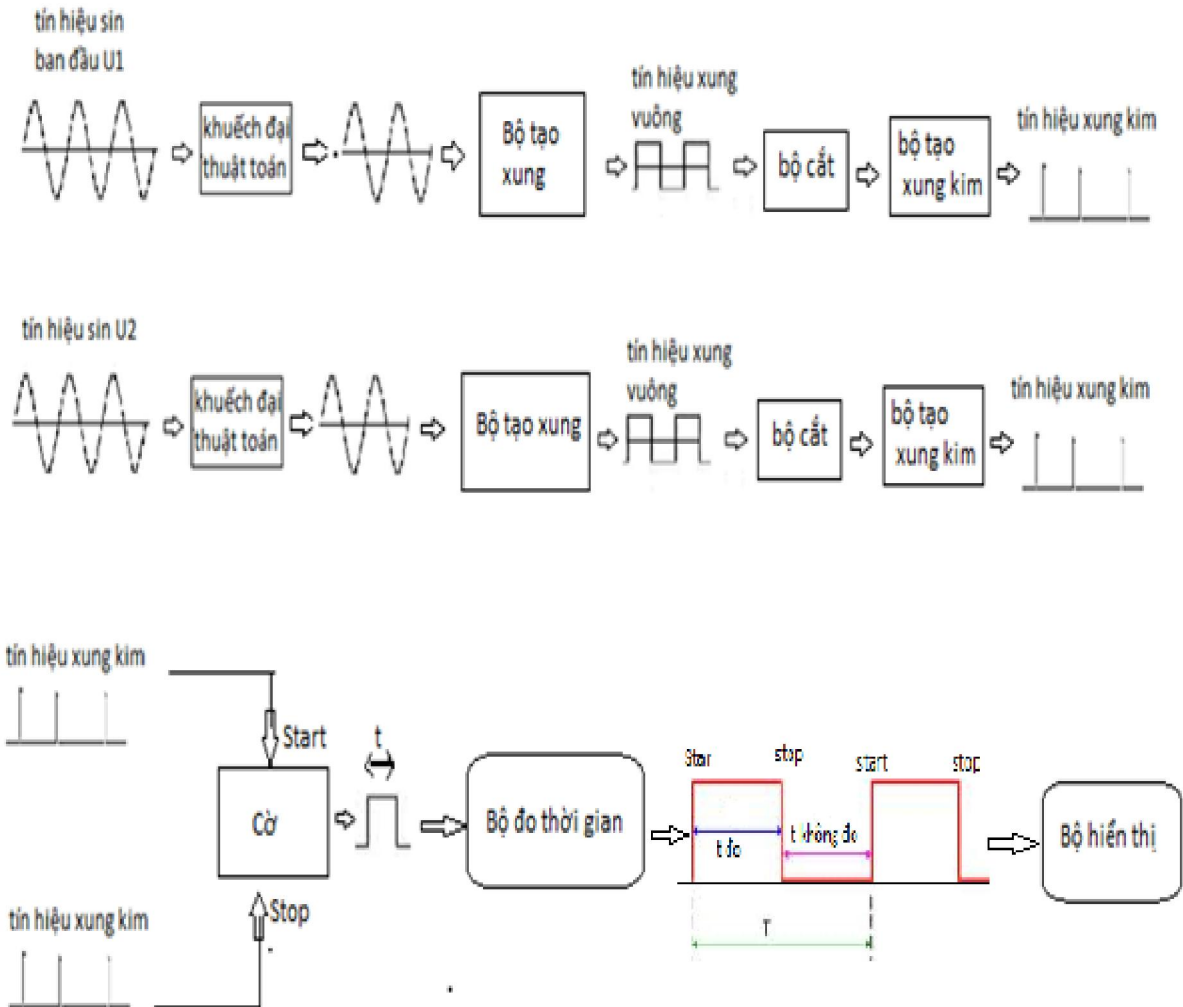 tín hiệu sin
ban đầu U1
khuếch đại
thuật toán
Bộ tạo
xung
tín hiệu xung
vuông
bộ cắt
bộ tạo
xung kim
tín hiệu xung kim
tín hiệu sin U2
khuếch đại
thuật toán
Bộ tạo xung
tín hiệu xung
vuông
bộ cắt
bộ tạo
xung kim
tín hiệu xung kim
tín hiệu xung kim
Start
Cờ
t
Bộ đo thời gian
Star
stop
start
stop
t đo
t không đo
T
Bộ hiển thị
tín hiệu xung kim
Stop